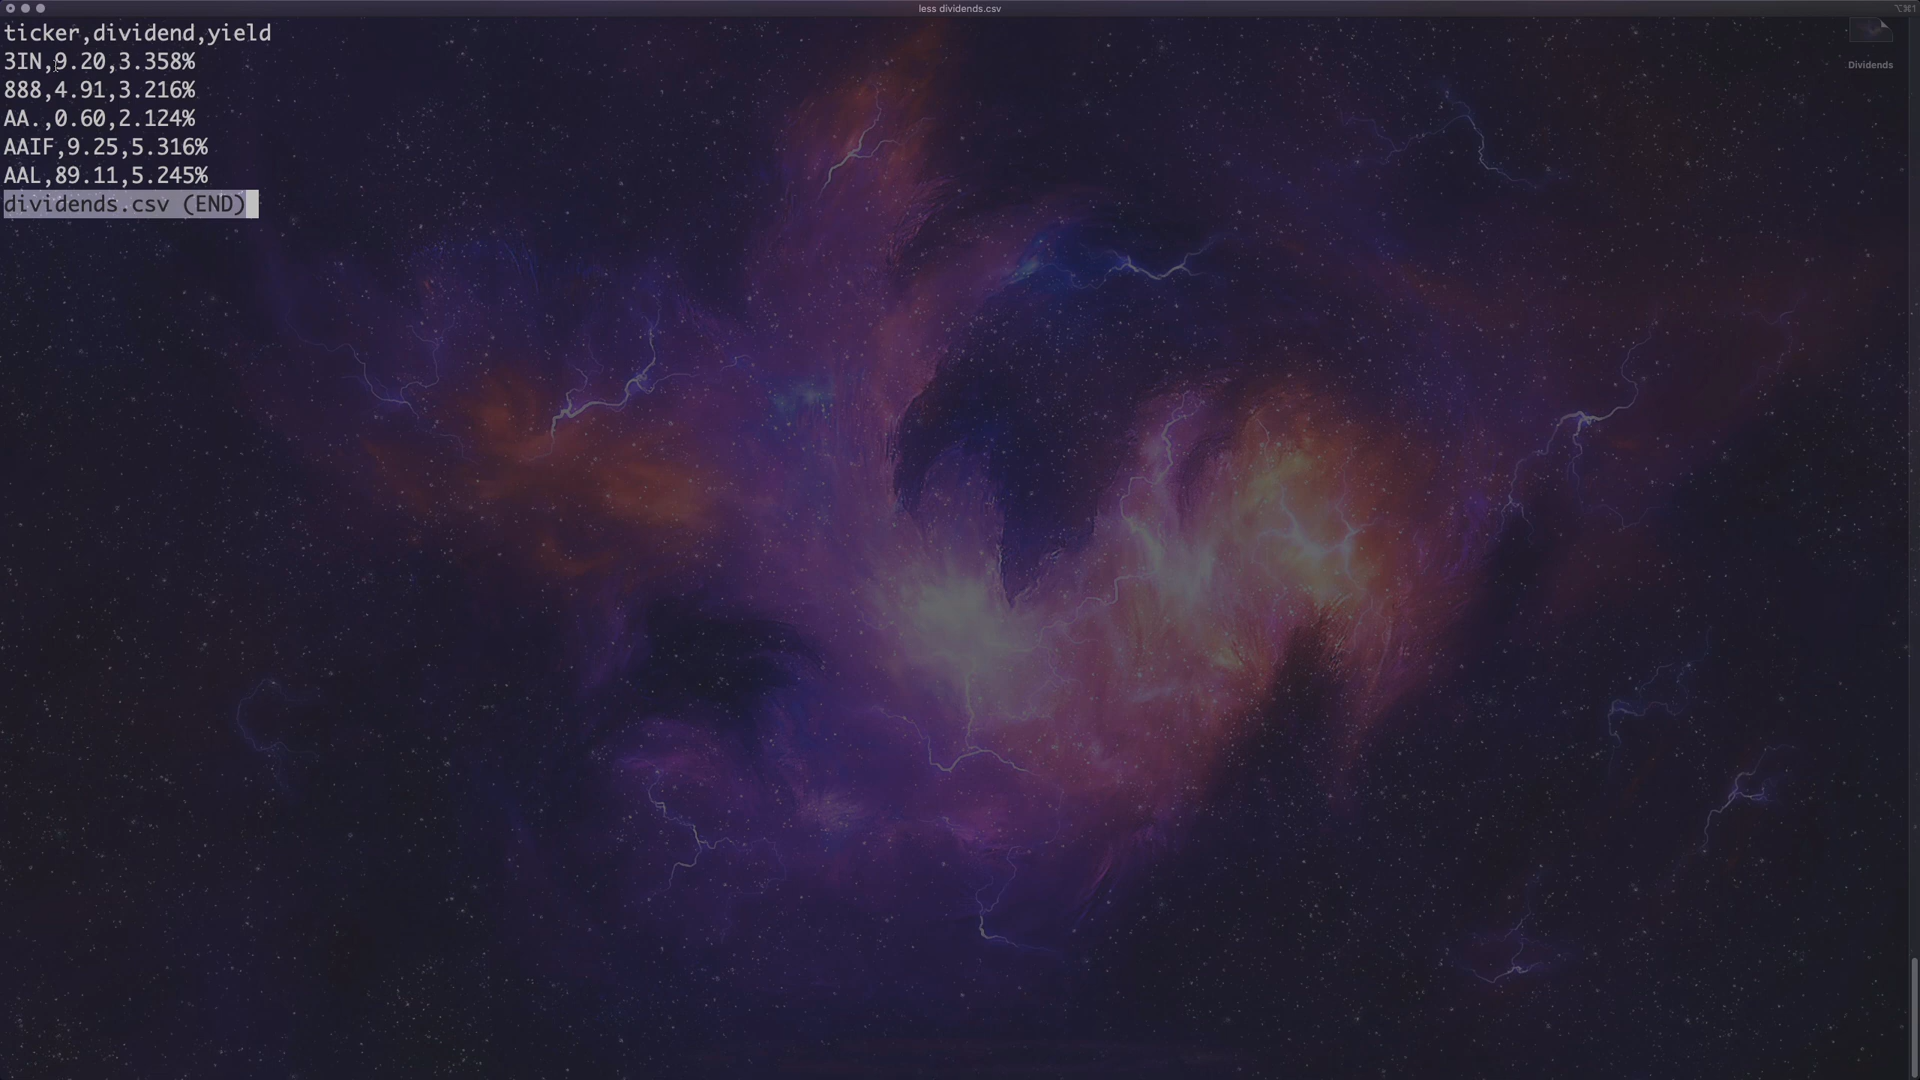 less dividends.csv
⌥⌘1
ticker,dividend,yield
3IN,9.20,3.358%
888,4.91,3.216%
AA.,0.60,2.124%
AAIF,9.25,5.316%
AAL,89.11,5.245%
dividends.csv (END)
Dividends